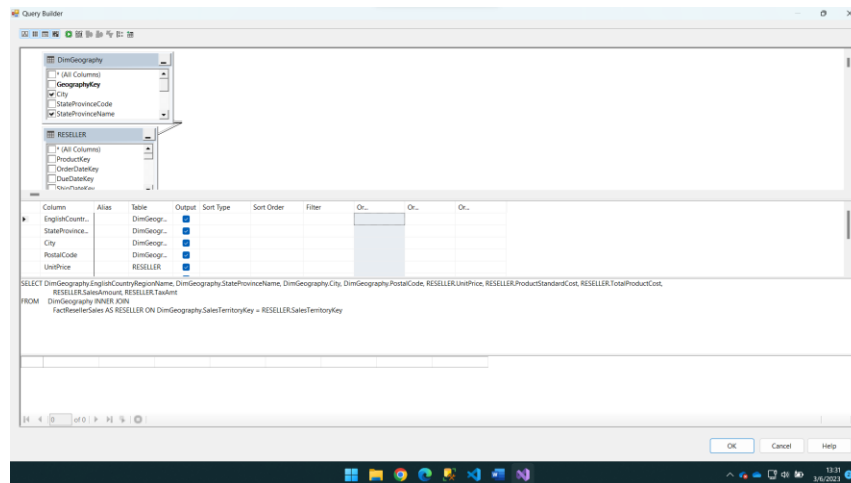 Query Builder
DimGeography
* (All Columns)
GeographyKey
City
StateProvinceCode
StateProvinceName
RESELLER
* (All Columns)
ProductKey
OrderDateKey
DueDateKey
ShipDateKey
Column Alias Table Output Sort Type Sort Order Filter Or... Or... Or...
EnglishCountr... DimGeogr...
StateProvince... DimGeogr...
City DimGeogr...
PostalCode DimGeogr...
UnitPrice RESELLER
SELECT DimGeography.EnglishCountryRegionName, DimGeography.StateProvinceName, DimGeography.City, DimGeography.PostalCode, RESELLER.UnitPrice, RESELLER.ProductStandardCost, RESELLER.TotalProductCost,
RESELLER.SalesAmount, RESELLER.TaxAmt
FROM DimGeography INNER JOIN
FactResellerSales AS RESELLER ON DimGeography.SalesTerritoryKey = RESELLER.SalesTerritoryKey
0 of 0
OK Cancel Help
13:31
3/6/2023